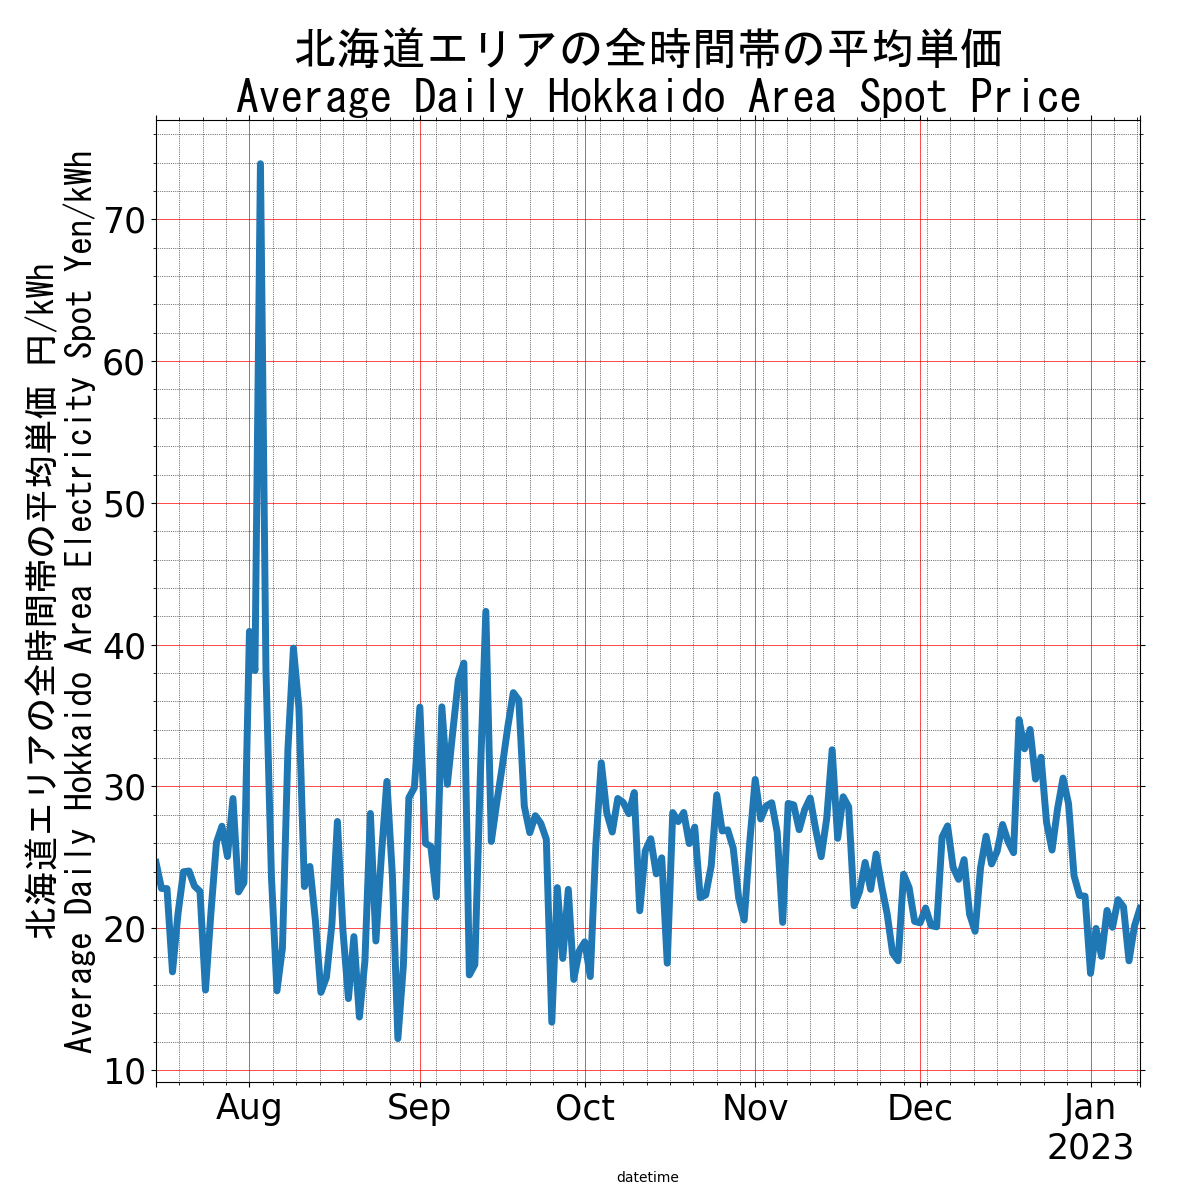 北海道エリアの全時間帯の平均単価
Average Daily Hokkaido Area Spot Price
北海道エリアの全時間帯の平均単価 円/kWh
Average Daily Hokkaido Area Electricity Spot Yen/kWh
70
60
50
40
30
20
10
Aug Sep Oct Nov Dec Jan
2023
datetime